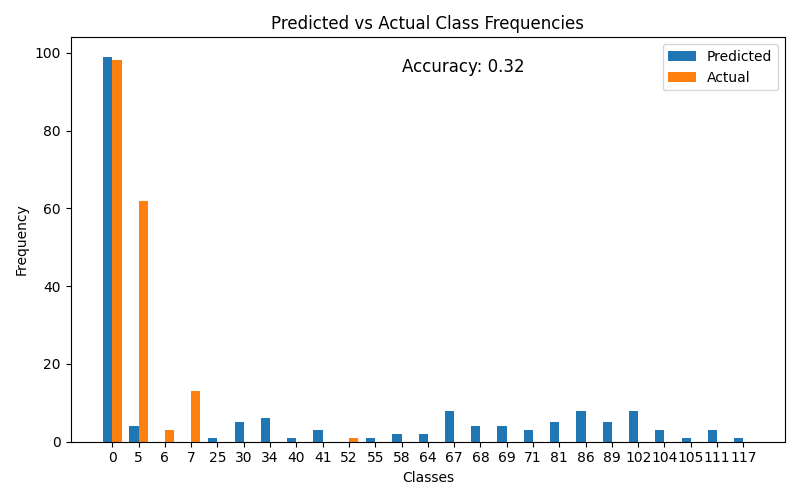 Predicted vs Actual Class Frequencies
Accuracy: 0.32
Predicted
Actual
Frequency
100
80
60
40
20
0
0 5 6 7 25 30 34 40 41 52 55 58 64 67 68 69 71 81 86 89 102 104 105 111 117
Classes